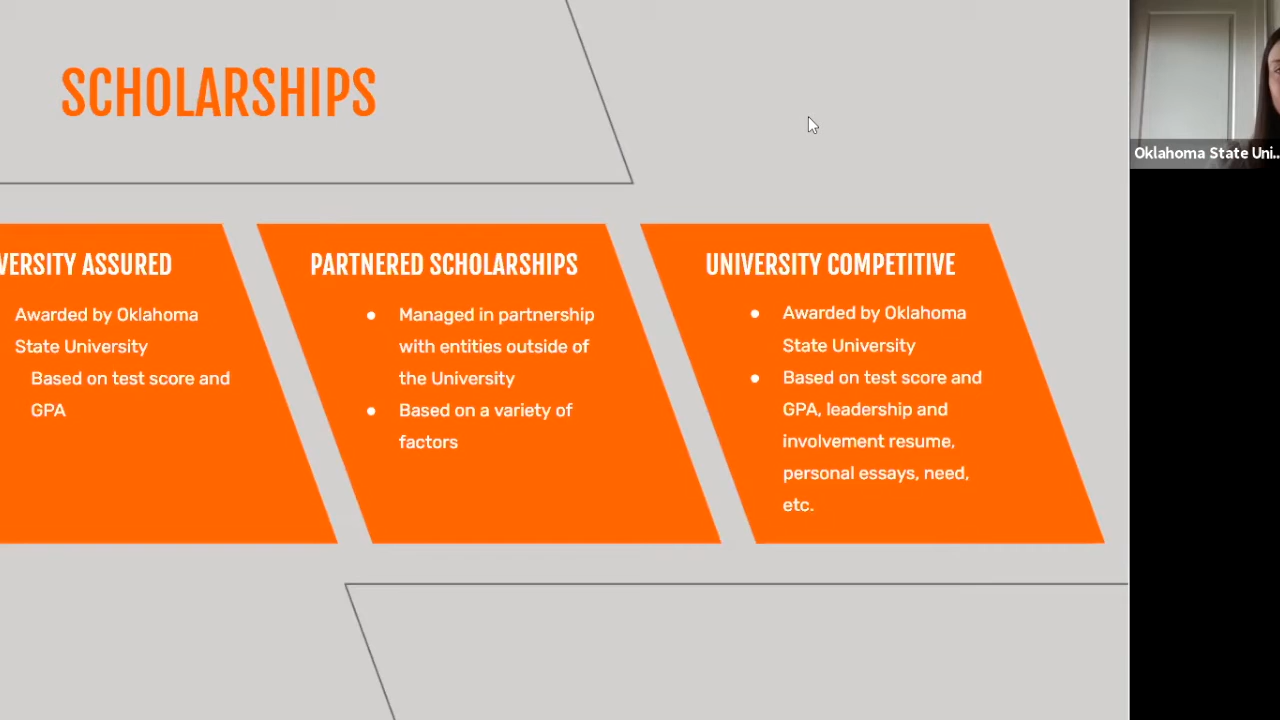 SCHOLARSHIPS
VERSITY ASSURED
Awarded by Oklahoma
State University
Based on test score and
GPA
PARTNERED SCHOLARSHIPS
● Managed in partnership
with entities outside of
the University
● Based on a variety of
factors
UNIVERSITY COMPETITIVE
● Awarded by Oklahoma
State University
● Based on test score and
GPA, leadership and
involvement resume,
personal essays, need,
etc.
Oklahoma State Uni...